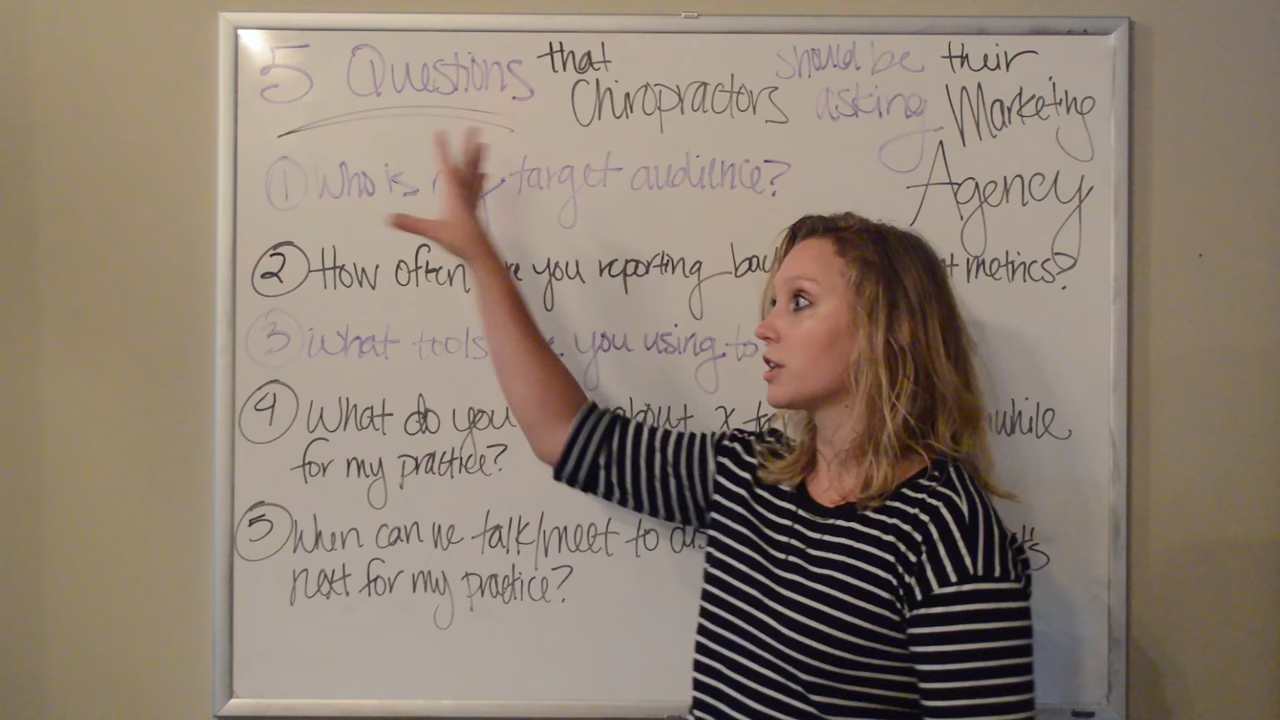 5 Questions that Chiropractors should be asking their Marketing Agency
① Who is target audience?
② How often you reporting metrics?
③ What tools you using to
④ What do you about while
for my practice?
⑤ When can we talk/meet to
next for my practice?